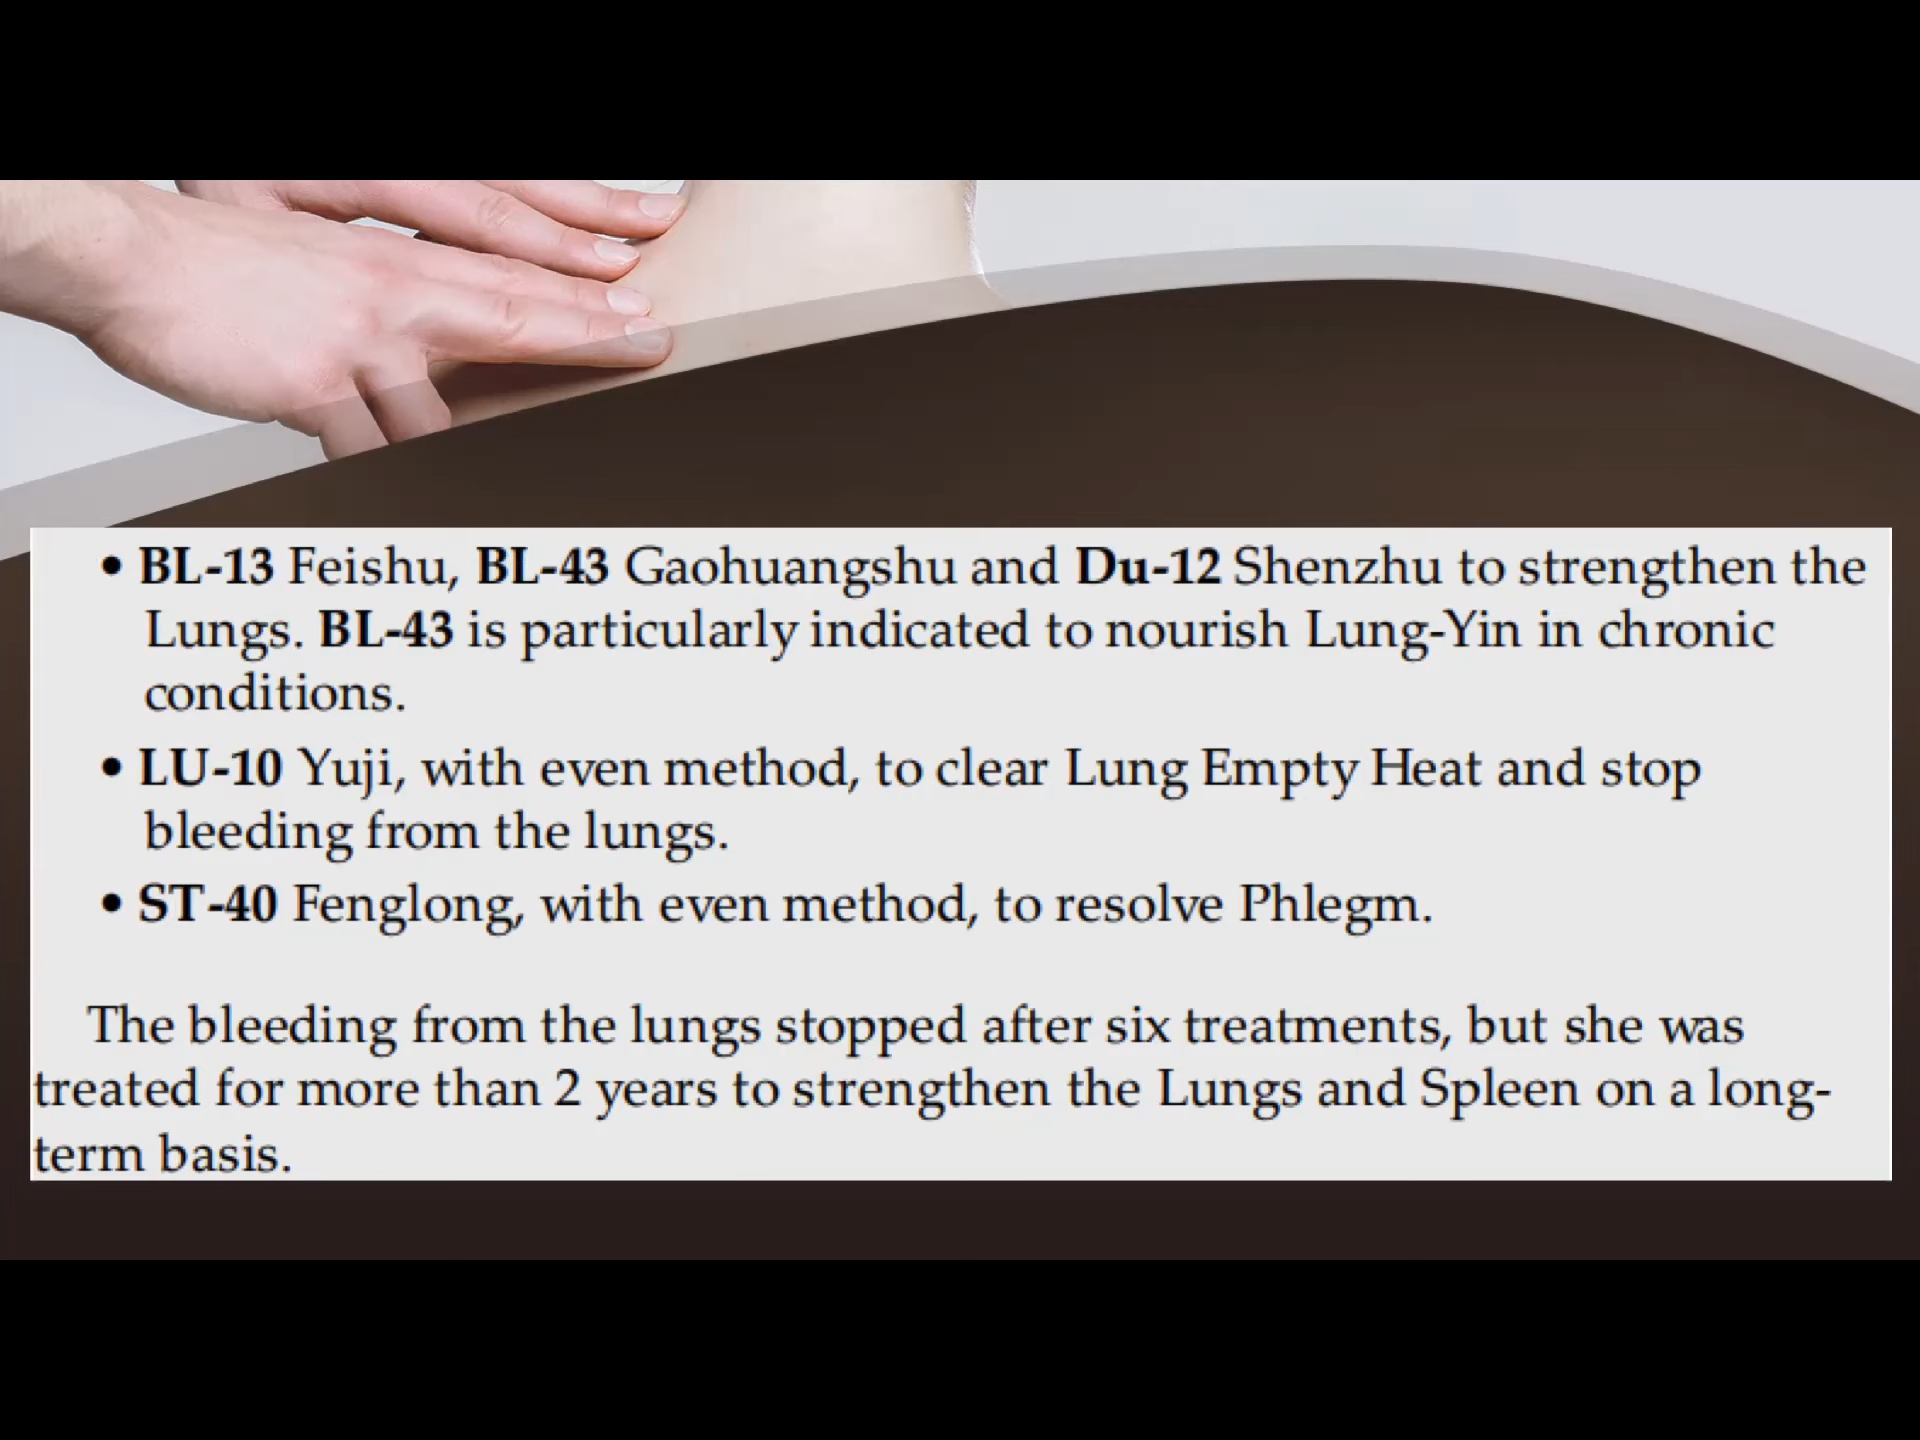 • BL-13 Feishu, BL-43 Gaohuangshu and Du-12 Shenzhu to strengthen the
Lungs. BL-43 is particularly indicated to nourish Lung-Yin in chronic
conditions.
• LU-10 Yuji, with even method, to clear Lung Empty Heat and stop
bleeding from the lungs.
• ST-40 Fenglong, with even method, to resolve Phlegm.
The bleeding from the lungs stopped after six treatments, but she was
treated for more than 2 years to strengthen the Lungs and Spleen on a long-
term basis.